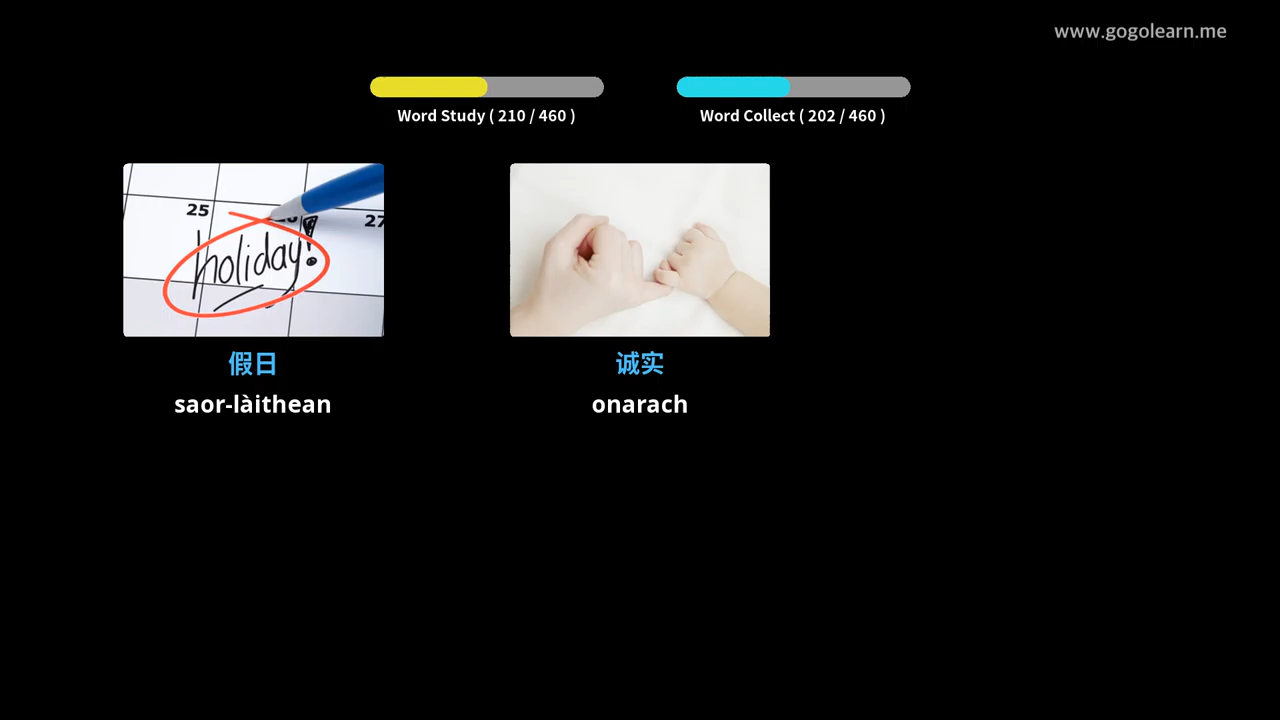 www.gogolearn.me
Word Study ( 210 / 460 )
Word Collect ( 202 / 460 )
25
27
holiday!
假日
诚实
saor-làithean
onarach